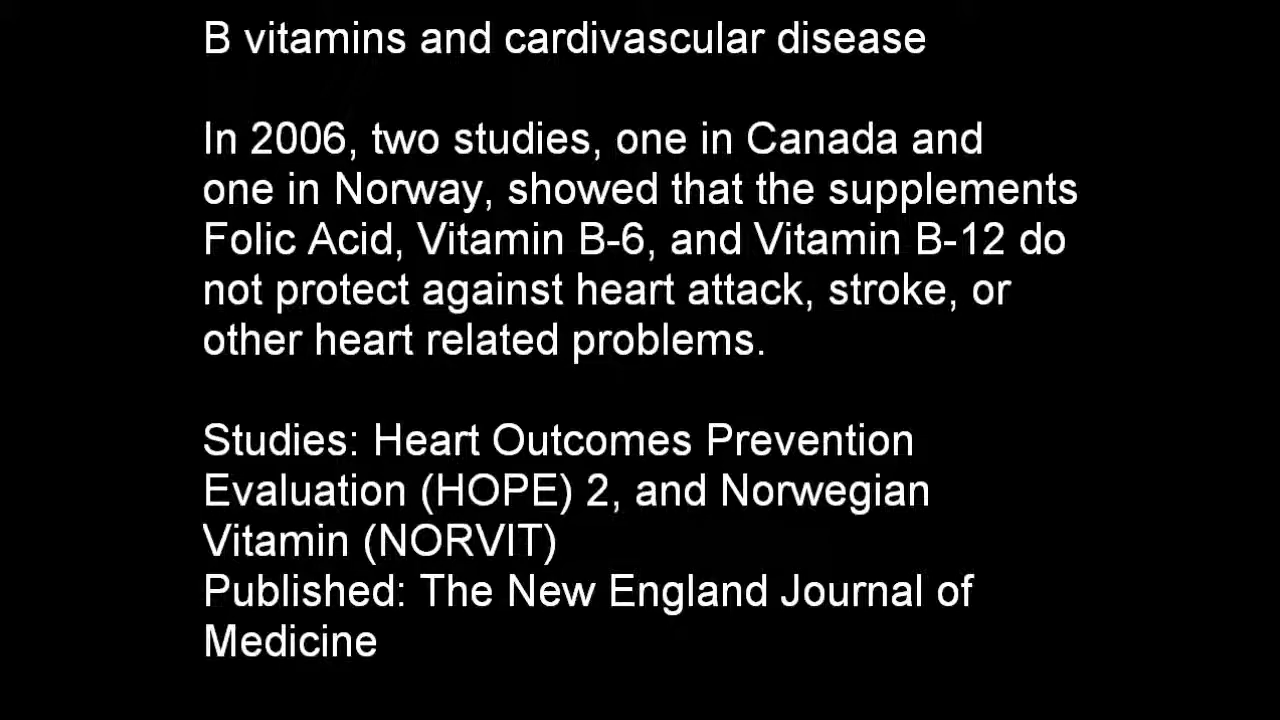 B vitamins and cardivascular disease
In 2006, two studies, one in Canada and
one in Norway, showed that the supplements
Folic Acid, Vitamin B-6, and Vitamin B-12 do
not protect against heart attack, stroke, or
other heart related problems.
Studies: Heart Outcomes Prevention
Evaluation (HOPE) 2, and Norwegian
Vitamin (NORVIT)
Published: The New England Journal of
Medicine